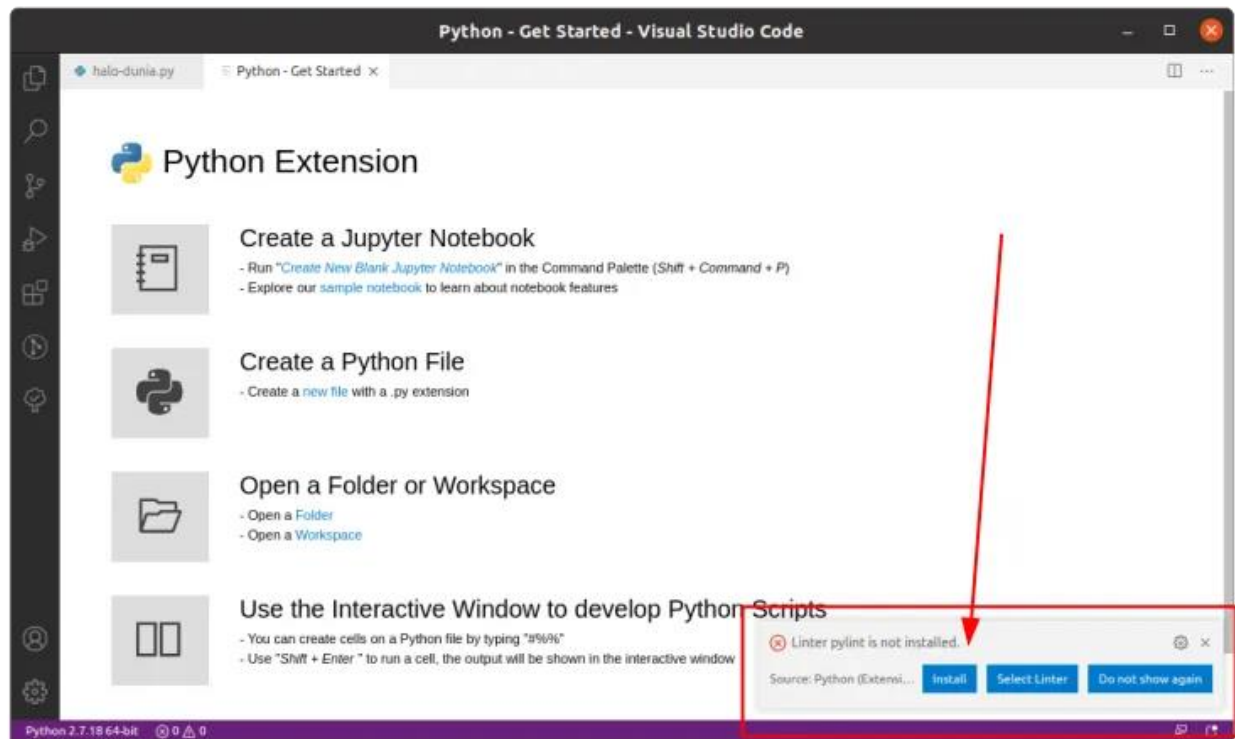 Python - Get Started - Visual Studio Code
halo-dunia.py
Python - Get Started
Python Extension
Create a Jupyter Notebook
- Run "Create New Blank Jupyter Notebook" in the Command Palette (Shift + Command + P)
- Explore our sample notebook to learn about notebook features
Create a Python File
- Create a new file with a .py extension
Open a Folder or Workspace
- Open a Folder
- Open a Workspace
Use the Interactive Window to develop Python Scripts
- You can create cells on a Python file by typing "#%%"
- Use "Shift + Enter " to run a cell, the output will be shown in the interactive window
Linter pylint is not installed.
Source: Python (Extensi... Install Select Linter Do not show again
Python 2.7.18 64-bit 0 0